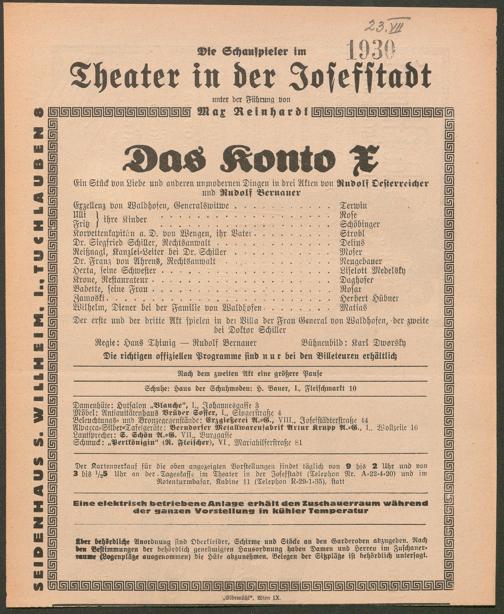 23. VII
1930
Die Schauspieler im
Theater in der Josefstadt
unter der Führung von
Max Reinhardt
Das Konto X
Ein Stück von Liebe und anderen unmodernen Dingen in drei Akten von Rudolf Oesterreicher
und Rudolf Bernauer
Exzellenz von Waldhofen, Generalswitwe . . . Terwin
Ulli } ihre Kinder . . . Rose
Fritz . . . Schöbinger
Korvettenkapitän a. D. von Wengen, ihr Vater . . . Strobl
Dr. Siegfried Schiller, Rechtsanwalt . . . Delius
Reißnagl, Kanzlei-Leiter bei Dr. Schiller . . . Moser
Dr. Franz von Ahrend, Rechtsanwalt . . . Neugebauer
Herta, seine Schwester . . . Liselott Medelsky
Krone, Restaurateur . . . Daghofer
Babette, seine Frau . . . Rosar
Zamoski . . . Herbert Hübner
Wilhelm, Diener bei der Familie von Waldhofen . . . Matias
Der erste und der dritte Akt spielen in der Villa der Frau General von Waldhofen, der zweite
bei Doktor Schiller
Regie: Hans Thimig — Rudolf Bernauer Bühnenbild: Karl Dworsky
Die richtigen offiziellen Programme sind nur bei den Billeteuren erhältlich
Nach dem zweiten Akt eine größere Pause
Schuhe: Haus der Schuhmoden: H. Boner, I., Fleischmarkt 10
Damenhüte: Hutsalon „Blanche“, I., Johannesgasse 3
Möbel: Antiquitätenhaus Brüder Soffer, I., Singerstraße 4
Beleuchtungs- und Bronzegegenstände: Erzgießerei A.-G., VIII., Josefstädterstraße 44
Alpacca-Silber-Tafelgeräte: Berndorfer Metallwarenfabrik Artur Krupp A.-G., I., Wollzeile 16
Lautsprecher: S. Schön A.-G. VII., Burggasse
Schmuck: „Perlkönigin“ (R. Fleischer), VI., Mariahilferstraße 81
Der Kartenverkauf für die oben angezeigten Vorstellungen findet täglich von 9 bis 2 Uhr und von
3 bis 1/25 Uhr an der Tageskasse im Theater in der Josefstadt (Telephon Nr. A-22-4-20) und im
Rotenturmbasar, Kabine 11 (Telephon R-29-1-35), statt
Eine elektrisch betriebene Anlage erhält den Zuschauerraum während
der ganzen Vorstellung in kühler Temperatur
Über behördliche Anordnung sind Oberkleider, Schirme und Stöcke an den Garderoben abzugeben. Nach
den Bestimmungen der behördlich genehmigten Hausordnung haben Damen und Herren im Zuschauer-
raume (Logenplätze ausgenommen) die Hüte abzunehmen. Belegen der Sitzplätze ist behördlich untersagt.
„Elbemühl“, Wien IX.
SEIDENHAUS S. WILLHEIM, I., TUCHLAUBEN 8